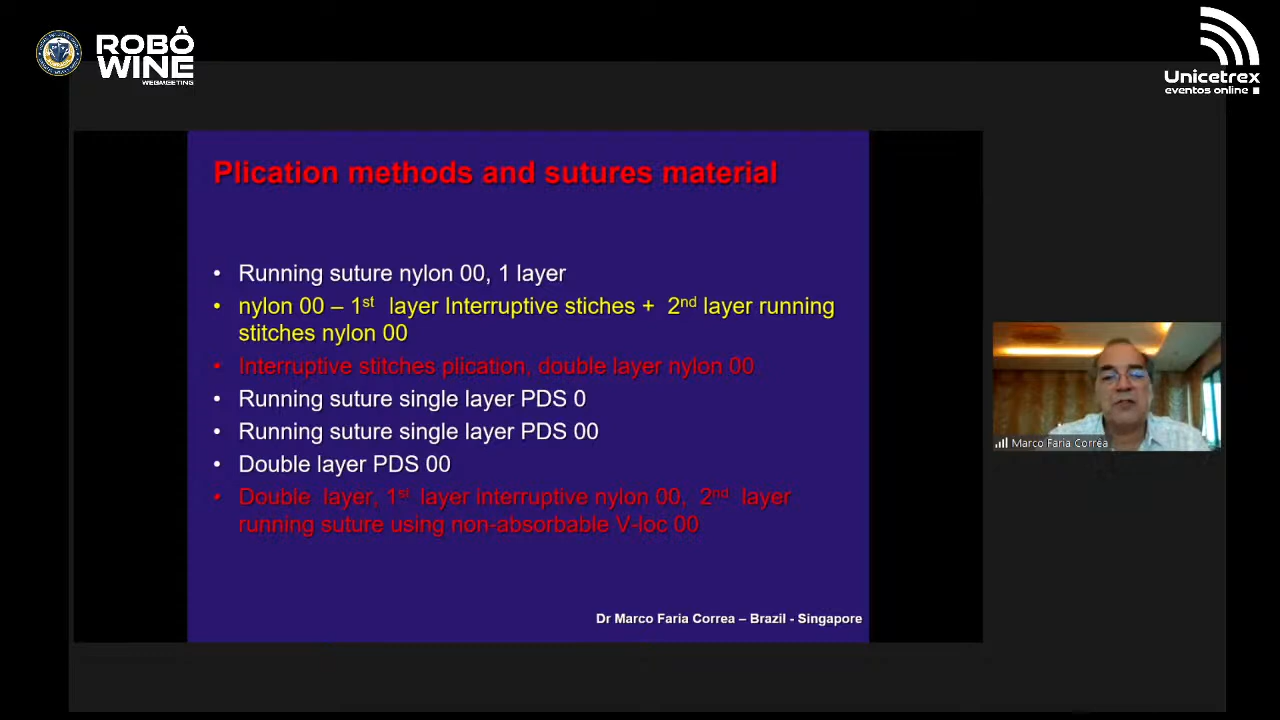 ROBÔ
WINE
WEBMEETING
Unicetrex
eventos online
Plication methods and sutures material
• Running suture nylon 00, 1 layer
• nylon 00 – 1st layer Interruptive stiches + 2nd layer running
stitches nylon 00
• Interruptive stitches plication, double layer nylon 00
• Running suture single layer PDS 0
• Running suture single layer PDS 00
• Double layer PDS 00
• Double layer, 1st layer interruptive nylon 00, 2nd layer
running suture using non-absorbable V-loc 00
Dr Marco Faria Correa – Brazil - Singapore
Marco Faria Corrêa